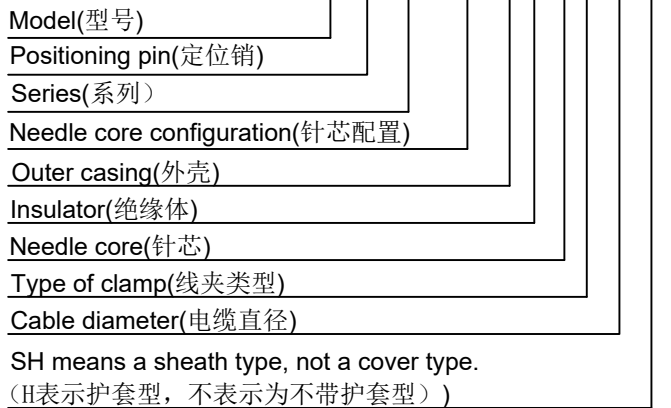 Model(型号)
Positioning pin(定位销)
Series(系列）
Needle core configuration(针芯配置)
Outer casing(外壳)
Insulator(绝缘体)
Needle core(针芯)
Type of clamp(线夹类型)
Cable diameter(电缆直径)
SH means a sheath type, not a cover type.
（H表示护套型，不表示为不带护套型）)